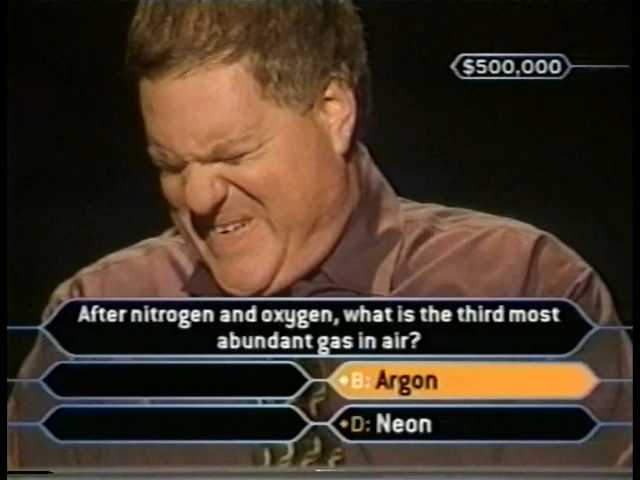 $500,000
After nitrogen and oxygen, what is the third most
abundant gas in air?
B: Argon
D: Neon